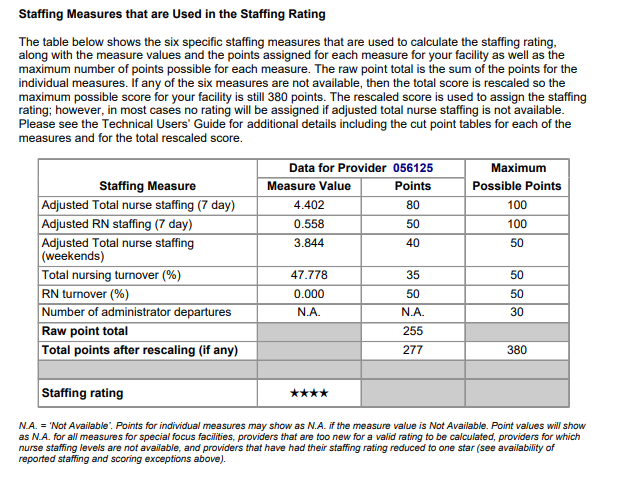 Staffing Measures that are Used in the Staffing Rating
The table below shows the six specific staffing measures that are used to calculate the staffing rating,
along with the measure values and the points assigned for each measure for your facility as well as the
maximum number of points possible for each measure. The raw point total is the sum of the points for the
individual measures. If any of the six measures are not available, then the total score is rescaled so the
maximum possible score for your facility is still 380 points. The rescaled score is used to assign the staffing
rating; however, in most cases no rating will be assigned if adjusted total nurse staffing is not available.
Please see the Technical Users' Guide for additional details including the cut point tables for each of the
measures and for the total rescaled score.
Data for Provider 056125 Maximum
Staffing Measure Measure Value Points Possible Points
Adjusted Total nurse staffing (7 day) 4.402 80 100
Adjusted RN staffing (7 day) 0.558 50 100
Adjusted Total nurse staffing 3.844 40 50
(weekends)
Total nursing turnover (%) 47.778 35 50
RN turnover (%) 0.000 50 50
Number of administrator departures N.A. N.A. 30
Raw point total 255
Total points after rescaling (if any) 277 380
Staffing rating ★★★★
N.A. = 'Not Available'. Points for individual measures may show as N.A. if the measure value is Not Available. Point values will show
as N.A. for all measures for special focus facilities, providers that are too new for a valid rating to be calculated, providers for which
nurse staffing levels are not available, and providers that have had their staffing rating reduced to one star (see availability of
reported staffing and scoring exceptions above).